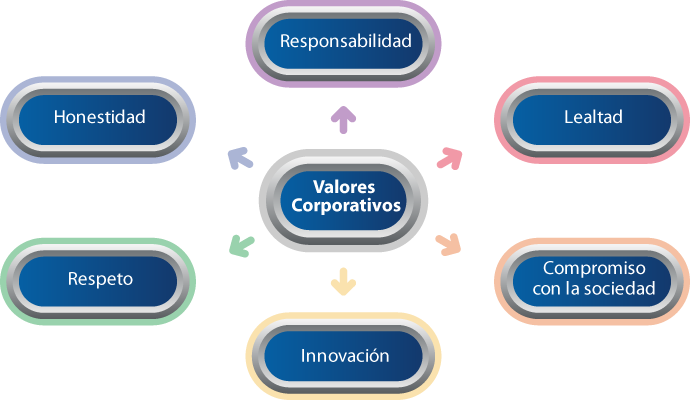 Responsabilidad
Honestidad
Lealtad
Valores
Corporativos
Respeto
Compromiso
con la sociedad
Innovación